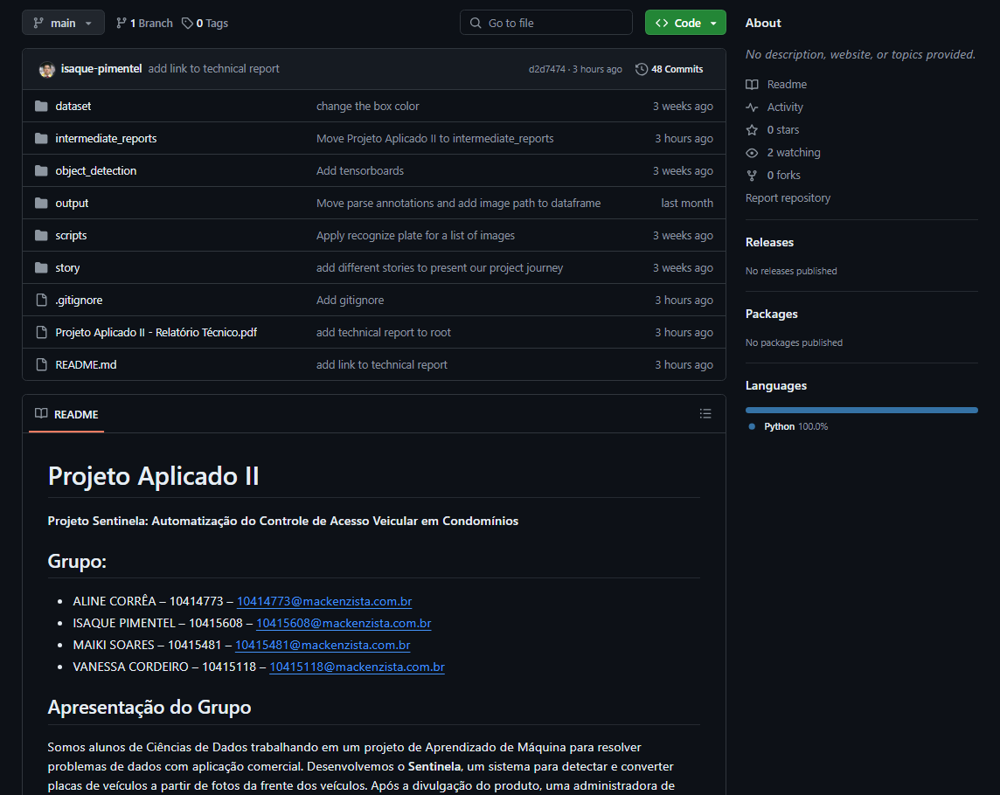 main 1 Branch 0 Tags Go to file Code
isaque-pimentel add link to technical report d2d7474 · 3 hours ago 48 Commits
dataset change the box color 3 weeks ago
intermediate_reports Move Projeto Aplicado II to intermediate_reports 3 hours ago
object_detection Add tensorboards 3 weeks ago
output Move parse annotations and add image path to dataframe last month
scripts Apply recognize plate for a list of images 3 weeks ago
story add different stories to present our project journey 3 weeks ago
.gitignore Add gitignore 3 hours ago
Projeto Aplicado II - Relatório Técnico.pdf add technical report to root 3 hours ago
README.md add link to technical report 3 hours ago
README
Projeto Aplicado II
Projeto Sentinela: Automatização do Controle de Acesso Veicular em Condomínios
Grupo:
• ALINE CORRÊA – 10414773 – 10414773@mackenzista.com.br
• ISAQUE PIMENTEL – 10415608 – 10415608@mackenzista.com.br
• MAIKI SOARES – 10415481 – 10415481@mackenzista.com.br
• VANESSA CORDEIRO – 10415118 – 10415118@mackenzista.com.br
Apresentação do Grupo
Somos alunos de Ciências de Dados trabalhando em um projeto de Aprendizado de Máquina para resolver
problemas de dados com aplicação comercial. Desenvolvemos o Sentinela, um sistema para detectar e converter
placas de veículos a partir de fotos da frente dos veículos. Após a divulgação do produto, uma administradora de
About
No description, website, or topics provided.
Readme
Activity
0 stars
2 watching
0 forks
Report repository
Releases
No releases published
Packages
No packages published
Languages
Python 100.0%